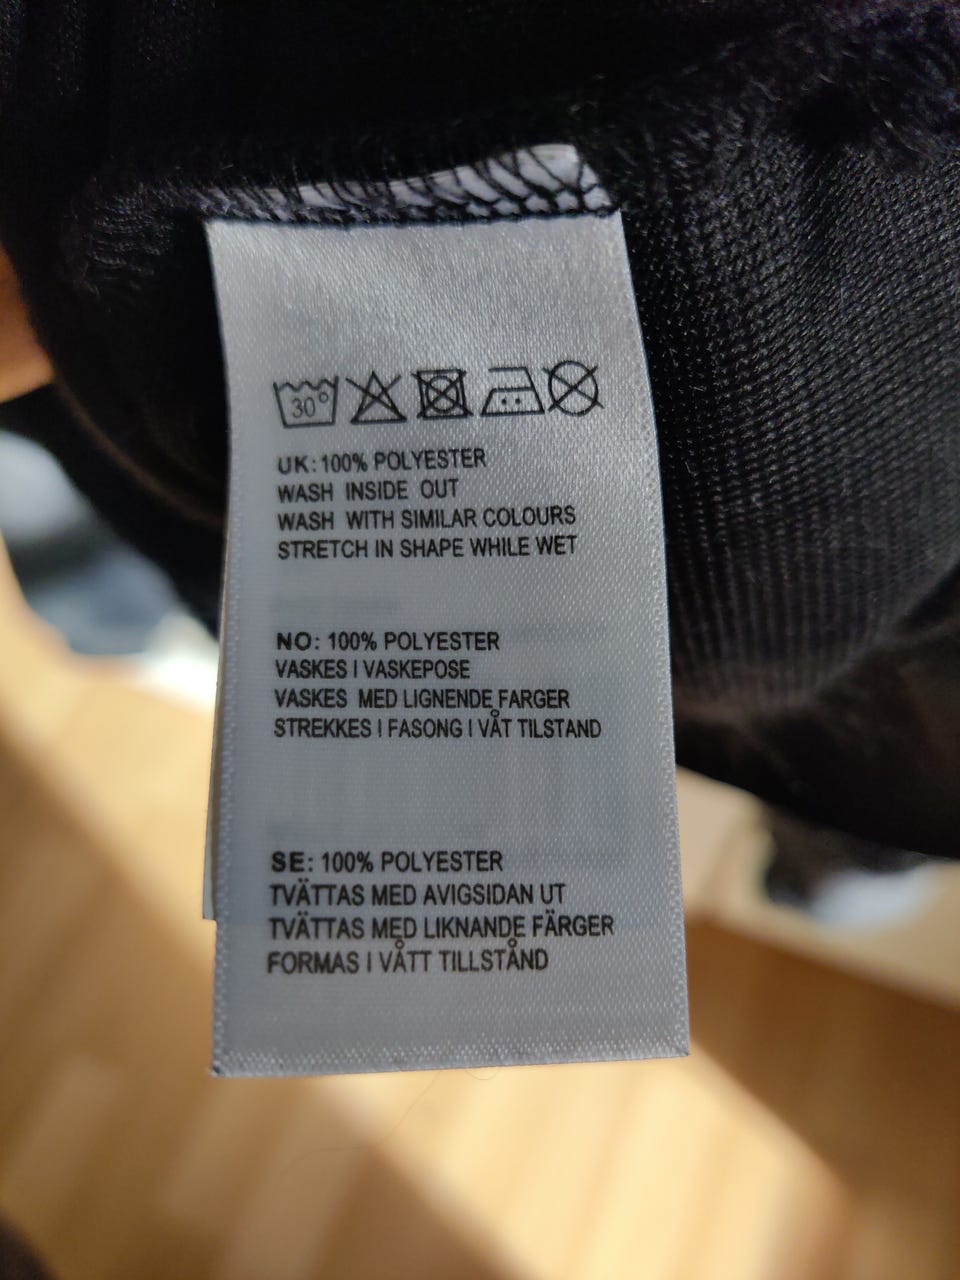 30°
UK: 100% POLYESTER
WASH INSIDE OUT
WASH WITH SIMILAR COLOURS
STRETCH IN SHAPE WHILE WET
NO: 100% POLYESTER
VASKES I VASKEPOSE
VASKES MED LIGNENDE FARGER
STREKKES I FASONG I VÅT TILSTAND
SE: 100% POLYESTER
TVÄTTAS MED AVIGSIDAN UT
TVÄTTAS MED LIKNANDE FÄRGER
FORMAS I VÅTT TILLSTÅND